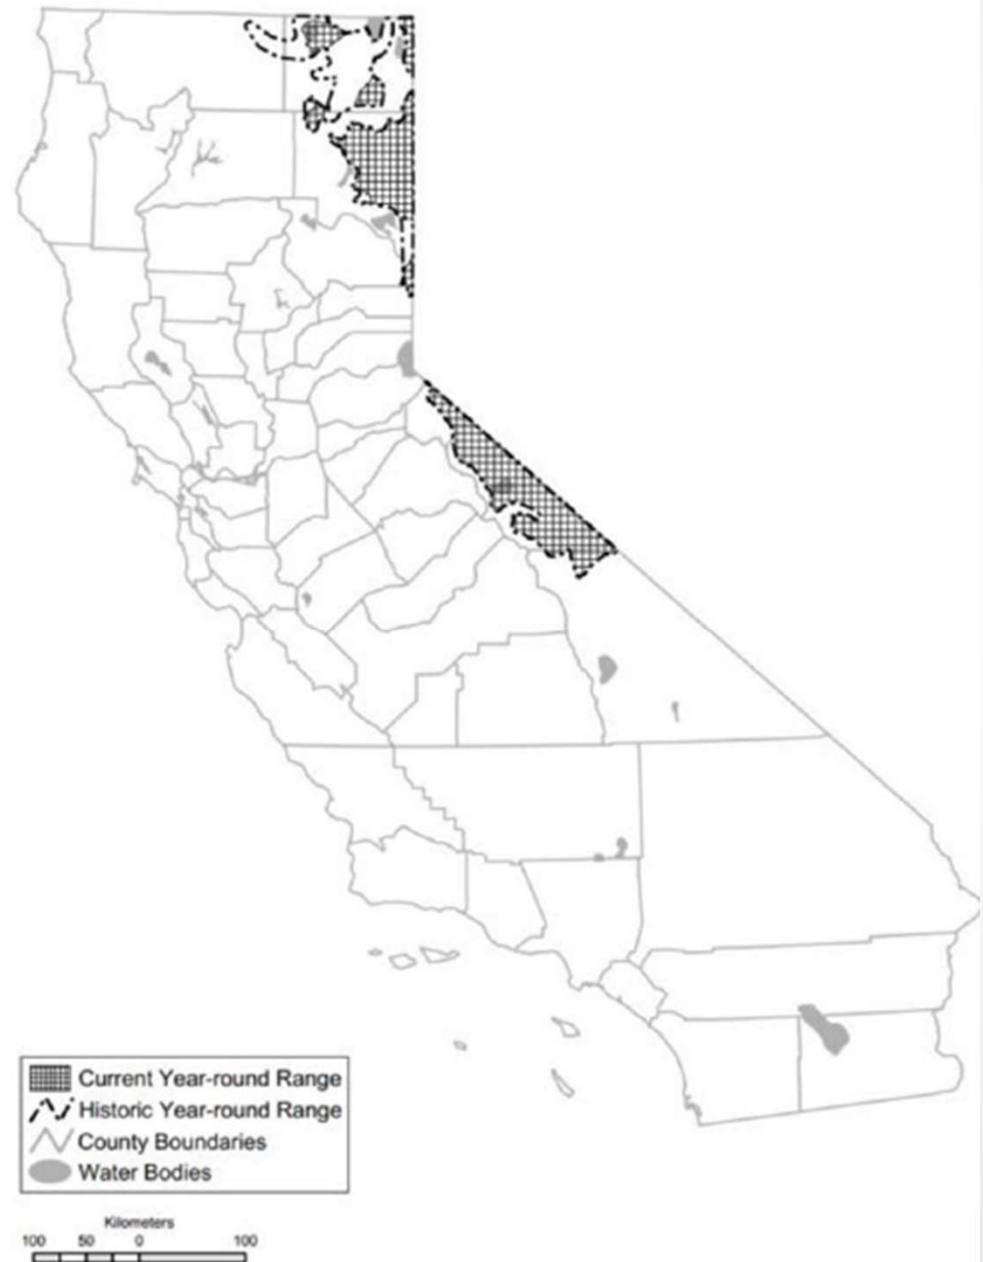 Current Year-round Range
Historic Year-round Range
County Boundaries
Water Bodies
Kilometers
100 50 0 100